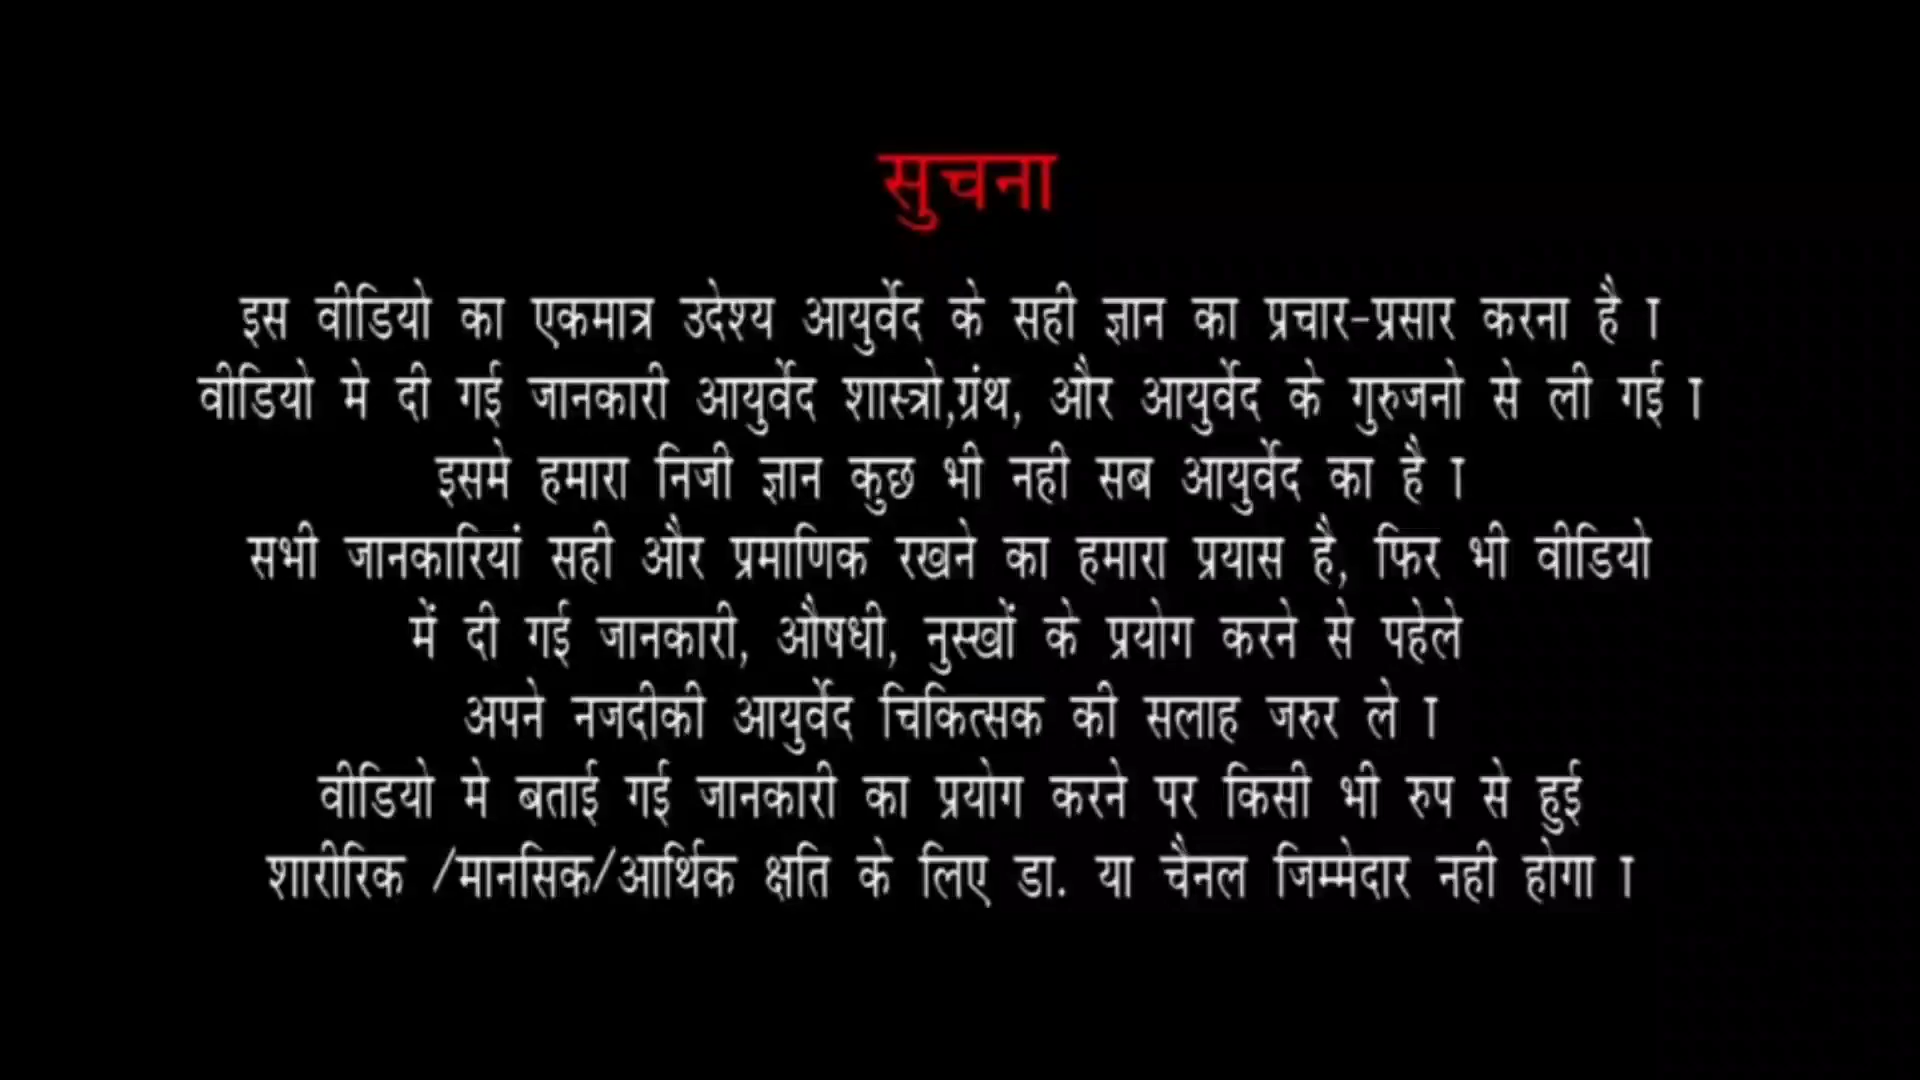 सुचना
इस वीडियो का एकमात्र उदेश्य आयुर्वेद के सही ज्ञान का प्रचार-प्रसार करना है ।
वीडियो मे दी गई जानकारी आयुर्वेद शास्त्रो,ग्रंथ, और आयुर्वेद के गुरुजनो से ली गई ।
इसमे हमारा निजी ज्ञान कुछ भी नही सब आयुर्वेद का है ।
सभी जानकारियां सही और प्रमाणिक रखने का हमारा प्रयास है, फिर भी वीडियो
में दी गई जानकारी, औषधी, नुस्खों के प्रयोग करने से पहेले
अपने नजदीकी आयुर्वेद चिकित्सक की सलाह जरुर ले ।
वीडियो मे बताई गई जानकारी का प्रयोग करने पर किसी भी रुप से हुई
शारीरिक /मानसिक/आर्थिक क्षति के लिए डा. या चैनल जिम्मेदार नही होगा ।